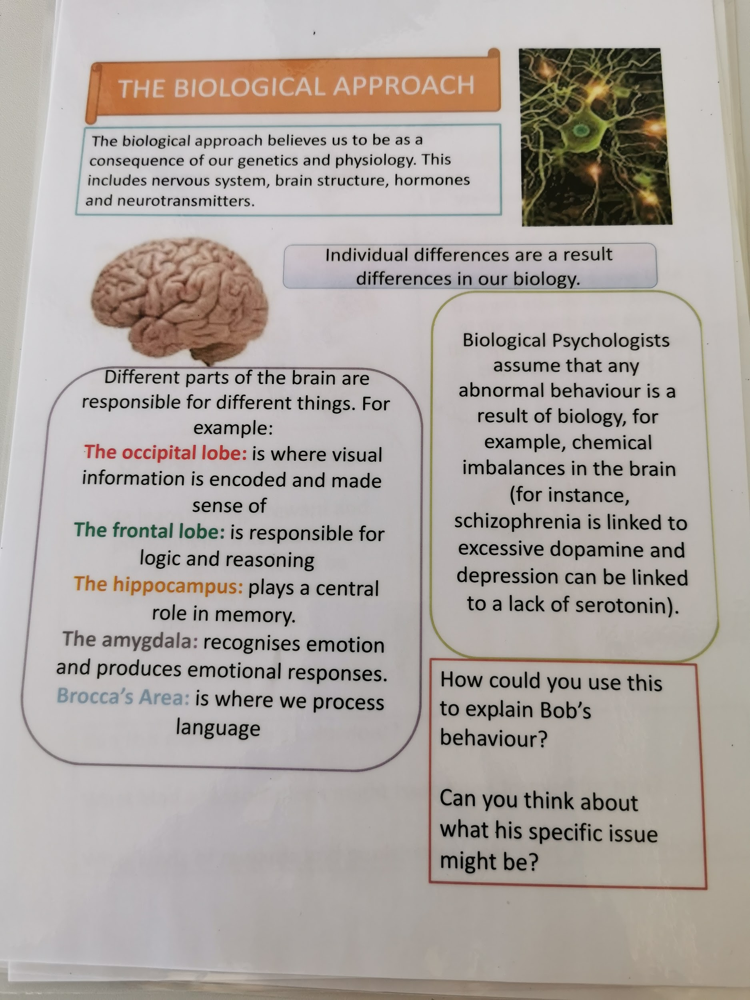 THE BIOLOGICAL APPROACH
The biological approach believes us to be as a
consequence of our genetics and physiology. This
includes nervous system, brain structure, hormones
and neurotransmitters.
Individual differences are a result
differences in our biology.
Different parts of the brain are
responsible for different things. For
example:
The occipital lobe: is where visual
information is encoded and made
sense of
The frontal lobe: is responsible for
logic and reasoning
The hippocampus: plays a central
role in memory.
The amygdala: recognises emotion
and produces emotional responses.
Brocca's Area: is where we process
language
Biological Psychologists
assume that any
abnormal behaviour is a
result of biology, for
example, chemical
imbalances in the brain
(for instance,
schizophrenia is linked to
excessive dopamine and
depression can be linked
to a lack of serotonin).
How could you use this
to explain Bob's
behaviour?
Can you think about
what his specific issue
might be?